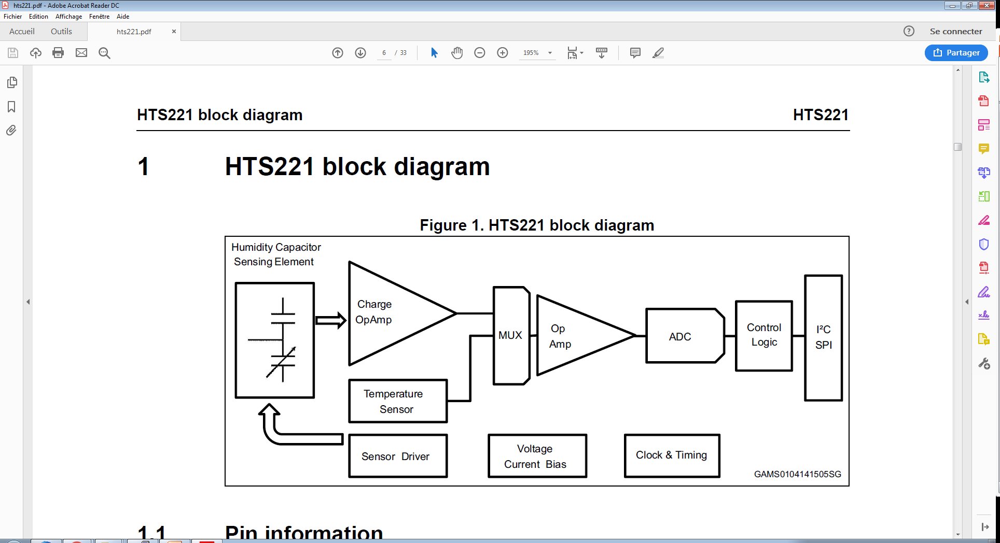 hts221.pdf - Adobe Acrobat Reader DC
Fichier Edition Affichage Fenêtre Aide
Accueil Outils hts221.pdf × Se connecter
6 / 33 195% Partager
HTS221 block diagram HTS221
1 HTS221 block diagram
Figure 1. HTS221 block diagram
Humidity Capacitor
Sensing Element
Charge
OpAmp
MUX
Op
Amp
ADC
Control
Logic
I²C
SPI
Temperature
Sensor
Sensor Driver
Voltage
Current Bias
Clock & Timing
GAMS0104141505SG
1.1 Pin information